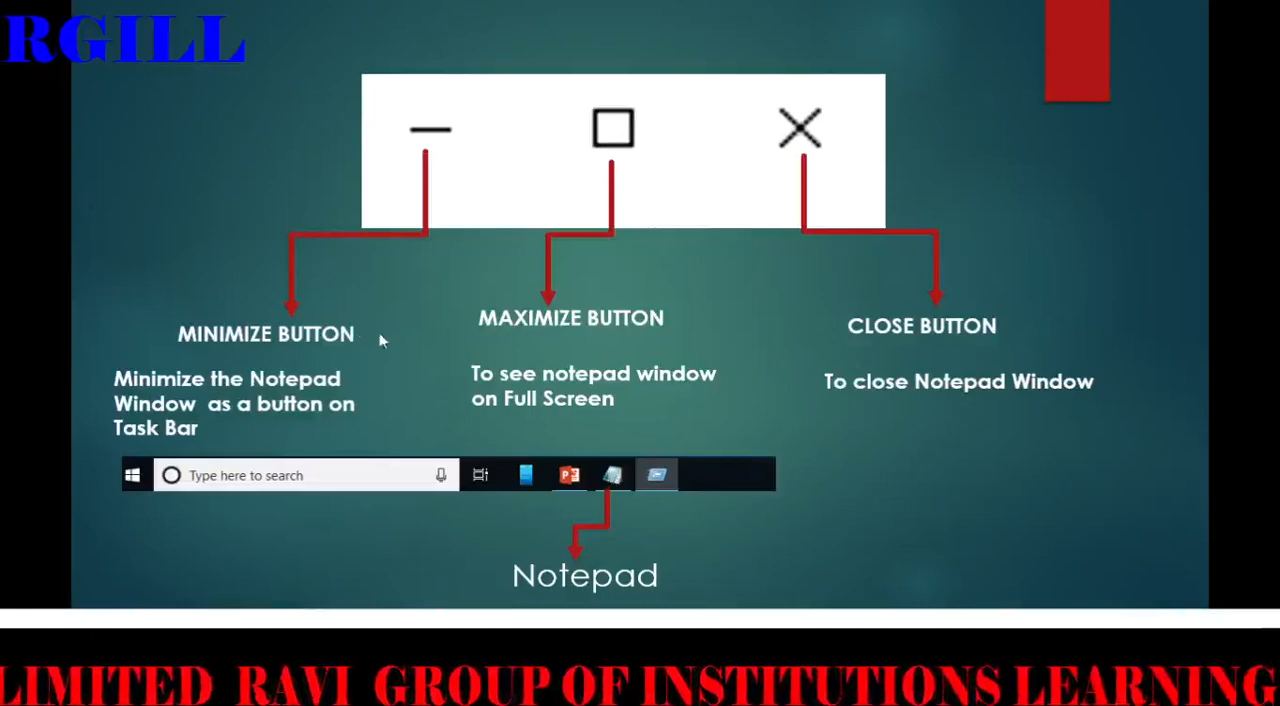 RGILL
MINIMIZE BUTTON
Minimize the Notepad
Window as a button on
Task Bar
MAXIMIZE BUTTON
To see notepad window
on Full Screen
CLOSE BUTTON
To close Notepad Window
Type here to search
Notepad
LIMITED RAVI GROUP OF INSTITUTIONS LEARNING